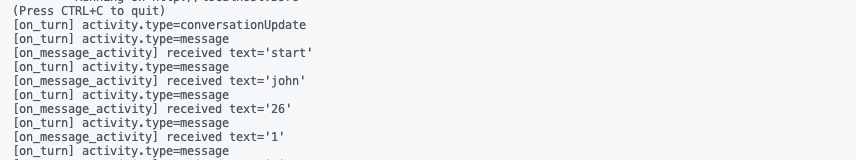 (Press CTRL+C to quit)
[on_turn] activity.type=conversationUpdate
[on_turn] activity.type=message
[on_message_activity] received text='start'
[on_turn] activity.type=message
[on_message_activity] received text='john'
[on_turn] activity.type=message
[on_message_activity] received text='26'
[on_turn] activity.type=message
[on_message_activity] received text='1'
[on_turn] activity.type=message